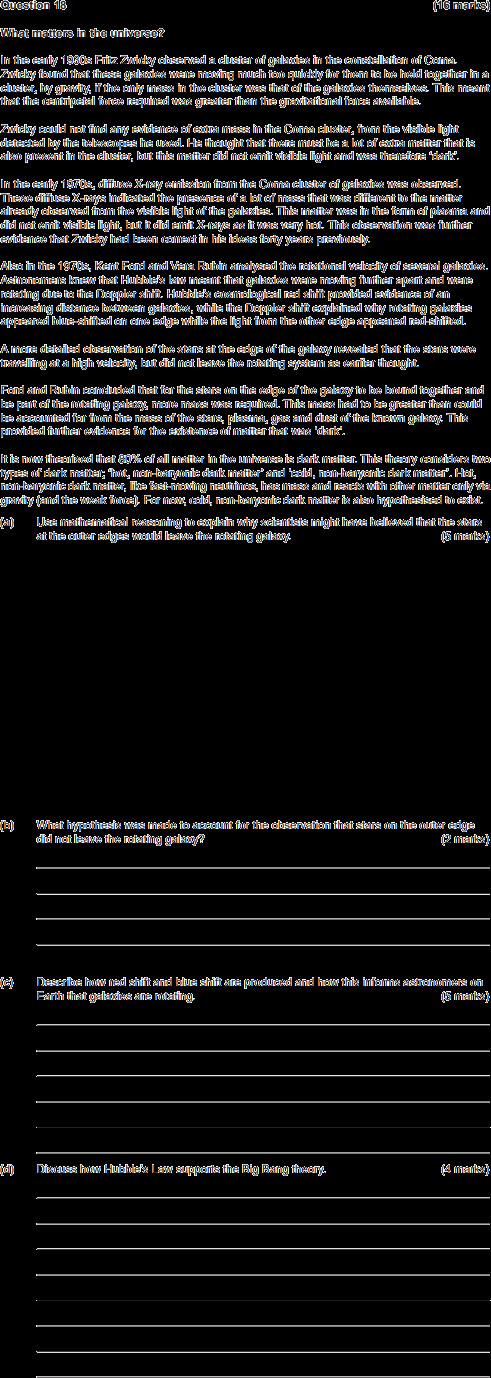 Question 18 (16 marks)
What matters in the universe?
In the early 1930s Fritz Zwicky observed a cluster of galaxies in the constellation of Coma.
Zwicky found that these galaxies were moving much too quickly for them to be held together in a
cluster, by gravity, if the only mass in the cluster was that of the galaxies themselves. This meant
that the centripetal force required was greater than the gravitational force available.
Zwicky could not find any evidence of extra mass in the Coma cluster, from the visible light
detected by the telescopes he used. He thought that there must be a lot of extra matter that is
also present in the cluster, but this matter did not emit visible light and was therefore 'dark'.
In the early 1970s, diffuse X-ray emission from the Coma cluster of galaxies was observed.
These diffuse X-rays indicated the presence of a lot of mass that was different to the matter
already observed from the visible light of the galaxies. This matter was in the form of plasma and
did not emit visible light, but it did emit X-rays as it was very hot. This observation was further
evidence that Zwicky had been correct in his ideas forty years previously.
Also in the 1970s, Kent Ford and Vera Rubin analysed the rotational velocity of several galaxies.
Astronomers knew that Hubble's law meant that galaxies were moving further apart and were
rotating due to the Doppler shift. Hubble's cosmological red shift provided evidence of an
increasing distance between galaxies, while the Doppler shift explained why rotating galaxies
appeared blue-shifted on one edge while the light from the other edge appeared red-shifted.
A more detailed observation of the stars at the edge of the galaxy revealed that the stars were
travelling at a high velocity, but did not leave the rotating system as earlier thought.
Ford and Rubin concluded that for the stars on the edge of the galaxy to be bound together and
be part of the rotating galaxy, more mass was required. This mass had to be greater than could
be accounted for from the mass of the stars, plasma, gas and dust of the known galaxy. This
provided further evidence for the existence of matter that was 'dark'.
It is now theorised that 80% of all matter in the universe is dark matter. This theory considers two
types of dark matter; 'hot, non-baryonic dark matter' and 'cold, non-baryonic dark matter'. Hot,
non-baryonic dark matter, like fast-moving neutrinos, has mass and reacts with other matter only via
gravity (and the weak force). For now, cold, non-baryonic dark matter is also hypothesised to exist.
(a) Use mathematical reasoning to explain why scientists might have believed that the stars
at the outer edges would leave the rotating galaxy. (5 marks)
(b) What hypothesis was made to account for the observation that stars on the outer edge
did not leave the rotating galaxy? (2 marks)
(c) Describe how red shift and blue shift are produced and how this informs astronomers on
Earth that galaxies are rotating. (5 marks)
(d) Discuss how Hubble's Law supports the Big Bang theory. (4 marks)